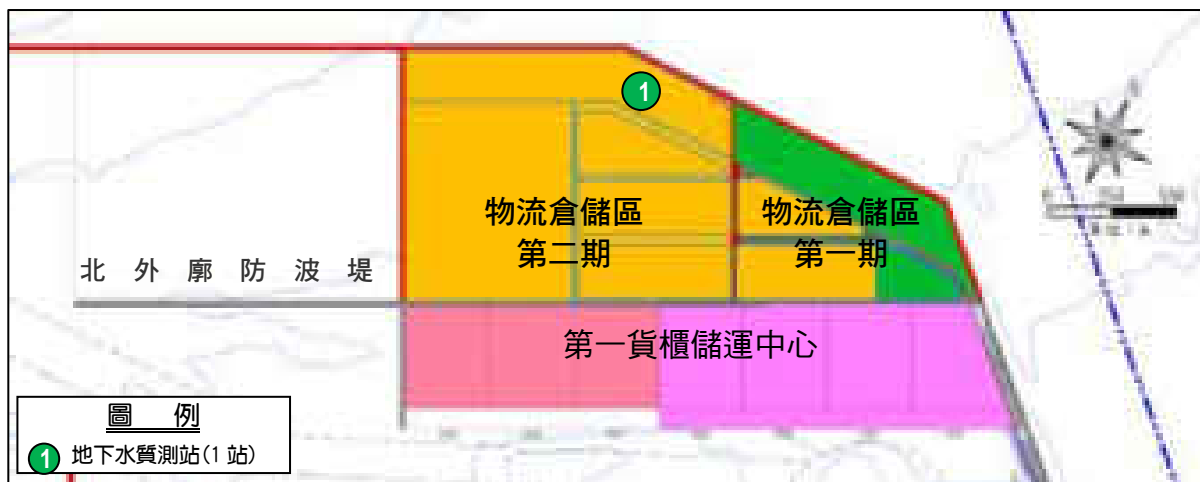 1
物流倉儲區
第二期
物流倉儲區
第一期
北外廓防波堤
第一貨櫃儲運中心
圖 例
1 地下水質測站(1 站)